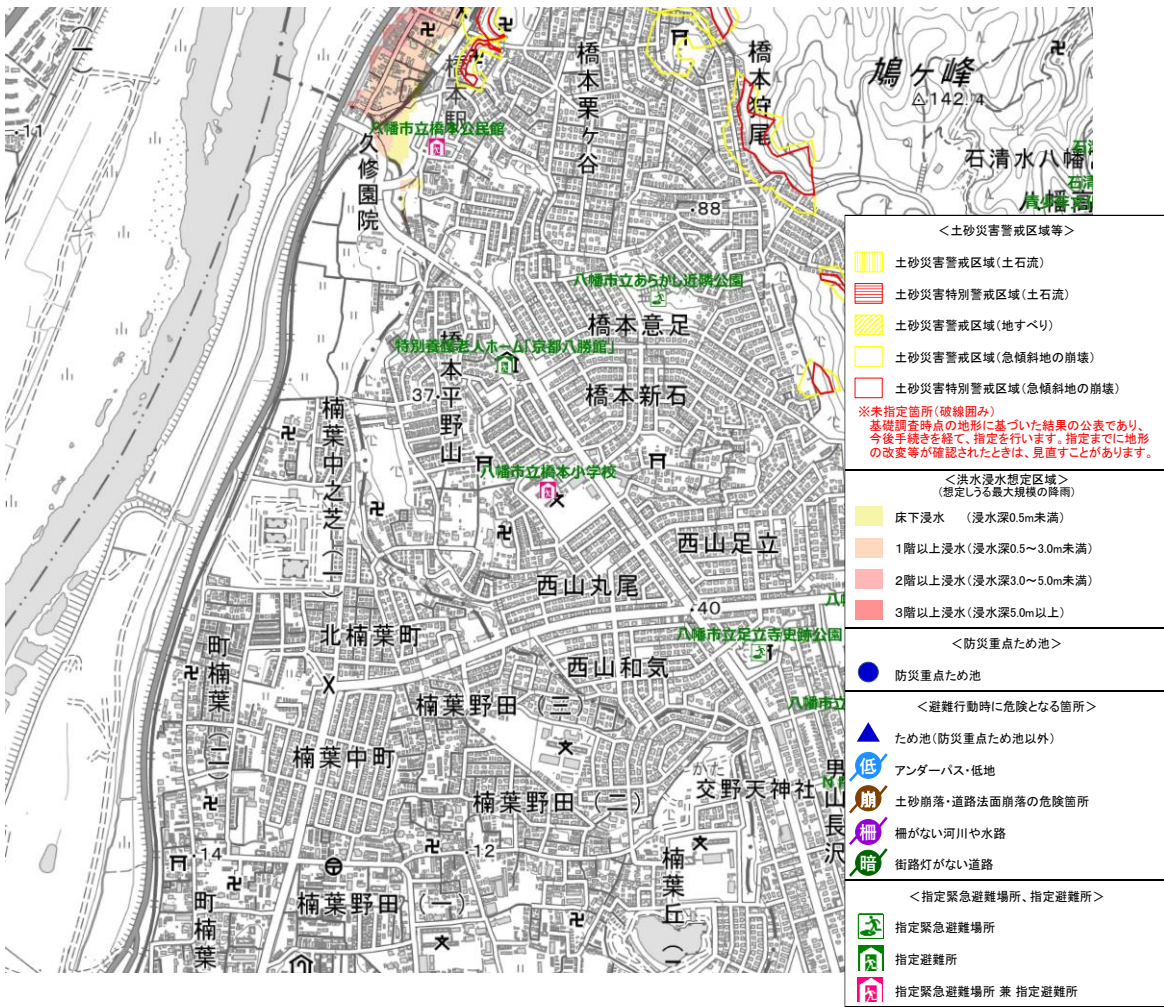 (一)
橋本駅
橋本栗ヶ谷
橋本狩尾
鳩ヶ峰
142.4
11
八幡市立橋本公民館
久修園院
石清水八幡
88
八幡市立あらかし近隣公園
橋本意足
特別養護老人ホーム「京都八勝館」
橋本平野山
37
橋本新石
楠葉中之芝(一)
八幡市立橋本小学校
西山足立
西山丸尾
40
北楠葉町
八幡市立足立寺史跡公園
西山和気
町楠葉(二)
楠葉野田(三)
八幡市立
楠葉中町
かた
交野天神社
男山長沢
楠葉野田(二)
14
12
楠葉丘(一
町楠葉
楠葉野田(一)
<土砂災害警戒区域等>
土砂災害警戒区域(土石流)
土砂災害特別警戒区域(土石流)
土砂災害警戒区域(地すべり)
土砂災害警戒区域(急傾斜地の崩壊)
土砂災害特別警戒区域(急傾斜地の崩壊)
※未指定箇所(破線囲み)
基礎調査時点の地形に基づいた結果の公表であり、
今後手続きを経て、指定を行います。指定までに地形
の改変等が確認されたときは、見直すことがあります。
<洪水浸水想定区域>
(想定しうる最大規模の降雨)
床下浸水 (浸水深0.5m未満)
1階以上浸水(浸水深0.5～3.0m未満)
2階以上浸水(浸水深3.0～5.0m未満)
3階以上浸水(浸水深5.0m以上)
<防災重点ため池>
防災重点ため池
<避難行動時に危険となる箇所>
ため池(防災重点ため池以外)
低 アンダーパス・低地
崩 土砂崩落・道路法面崩落の危険箇所
柵 柵がない河川や水路
暗 街路灯がない道路
<指定緊急避難場所、指定避難所>
指定緊急避難場所
指定避難所
指定緊急避難場所 兼 指定避難所